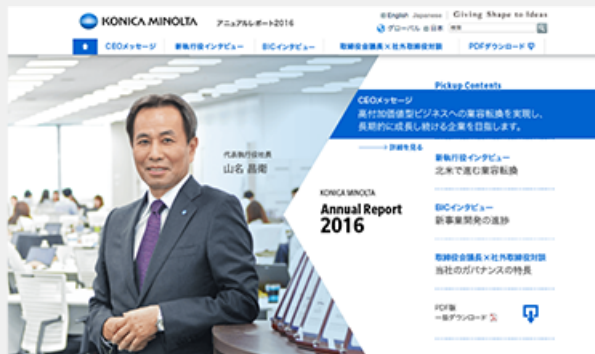 KONICA MINOLTA アニュアルレポート2016
English Japanese Giving Shape to Ideas
グローバル 日本 検索
CEOメッセージ 新執行役インタビュー BICインタビュー 取締役会議長×社外取締役対談 PDFダウンロード
Pickup Contents
CEOメッセージ
高付加価値型ビジネスへの業容転換を実現し、
長期的に成長し続ける企業を目指します。
詳細を見る
代表執行役社長
山名 昌衛
新執行役インタビュー
北米で進む業容転換
KONICA MINOLTA
Annual Report
2016
BICインタビュー
新事業開発の進捗
取締役会議長×社外取締役対談
当社のガバナンスの特長
PDF版
一括ダウンロード